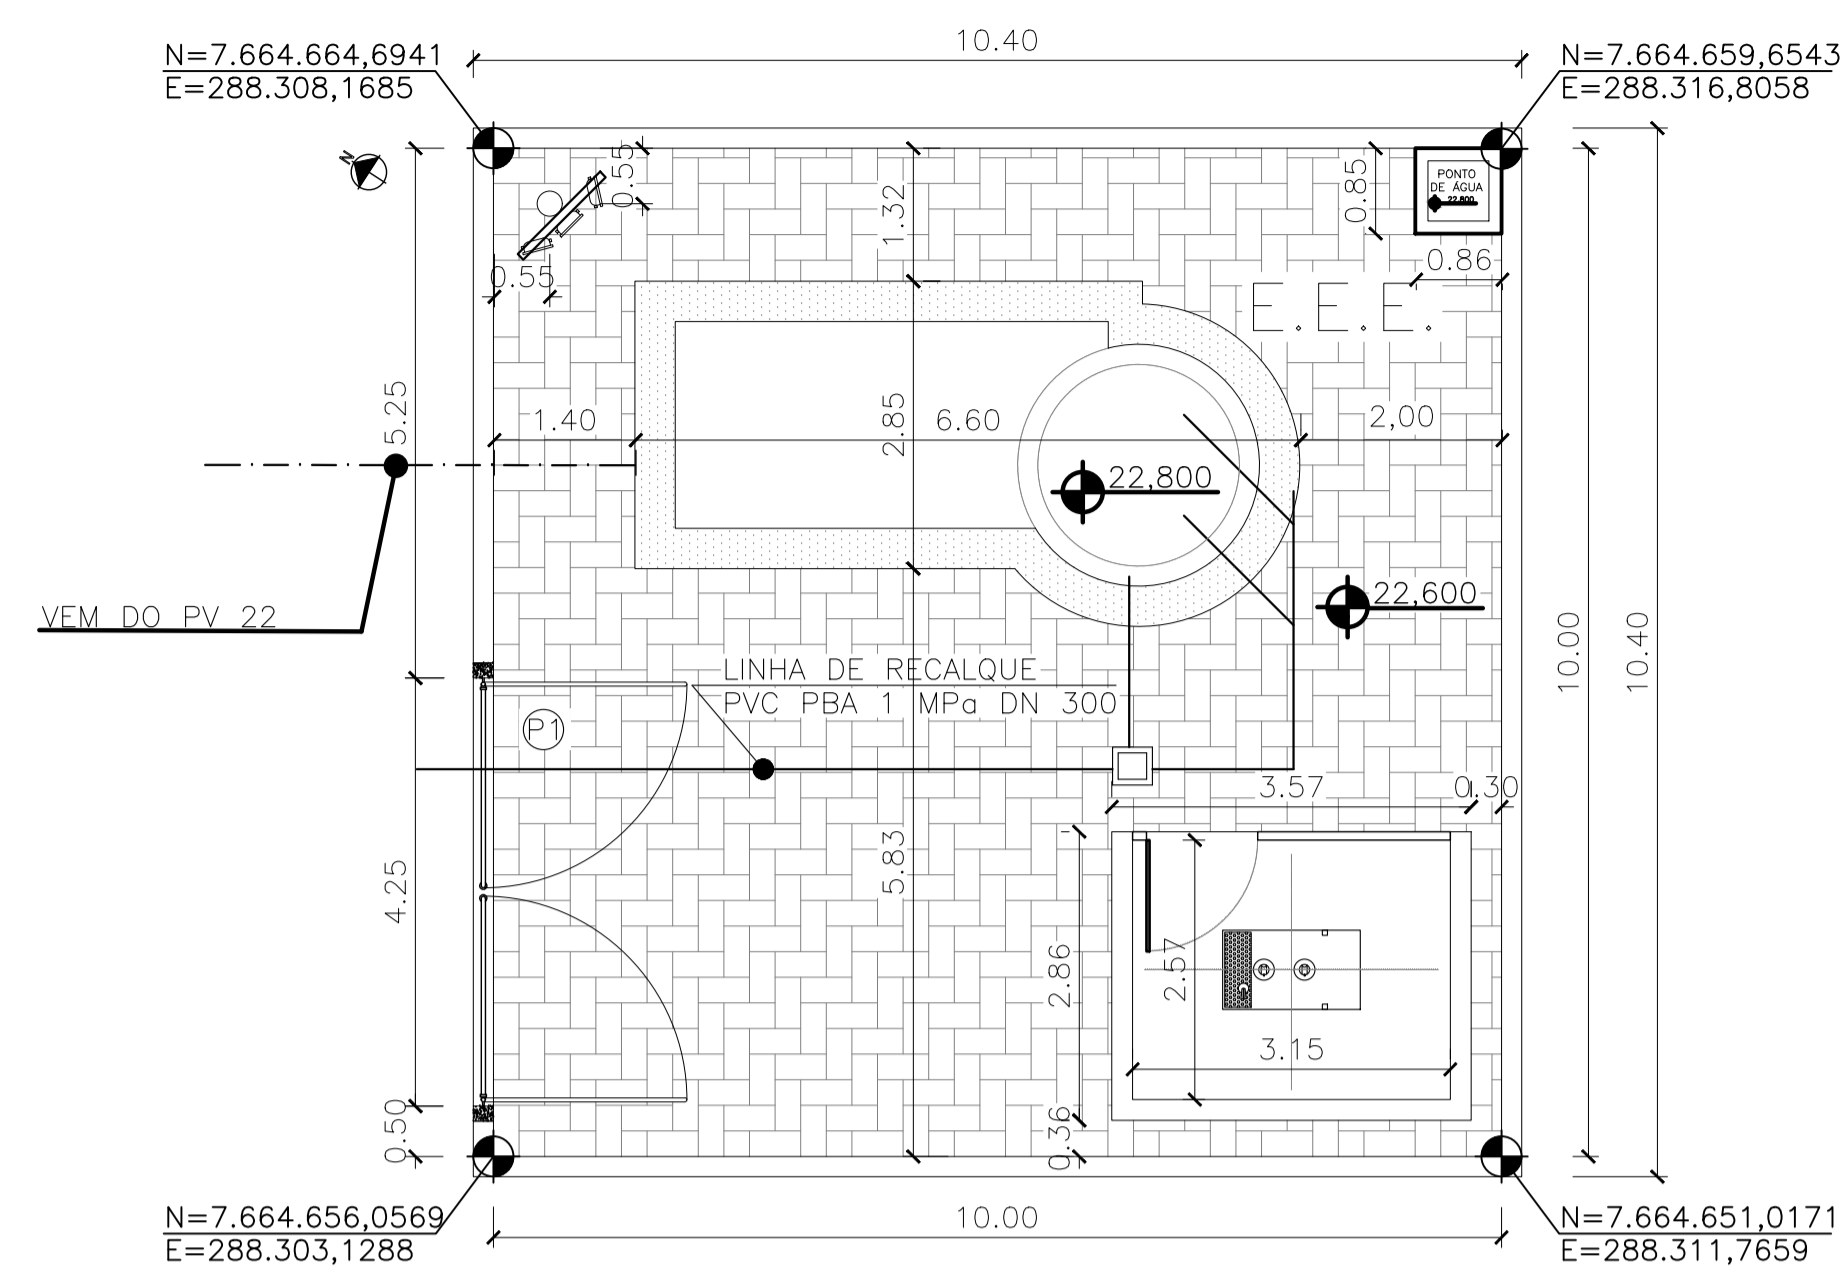 10.40
N=7.664.664,6941
E=288.308,1685
N=7.664.659,6543
E=288.316,8058
N
0.55
0.55
1.32
0.85
PONTO
DE ÁGUA
22,800
0.86
E.E.E.
5.25
1.40
2.85
6.60
2,00
22,800
22,600
VEM DO PV 22
LINHA DE RECALQUE
PVC PBA 1 MPa DN 300
P1
10.00
10.40
3.57
0.30
4.25
5.83
2.86
2.57
3.15
0.50
0.36
N=7.664.656,0569
E=288.303,1288
10.00
N=7.664.651,0171
E=288.311,7659